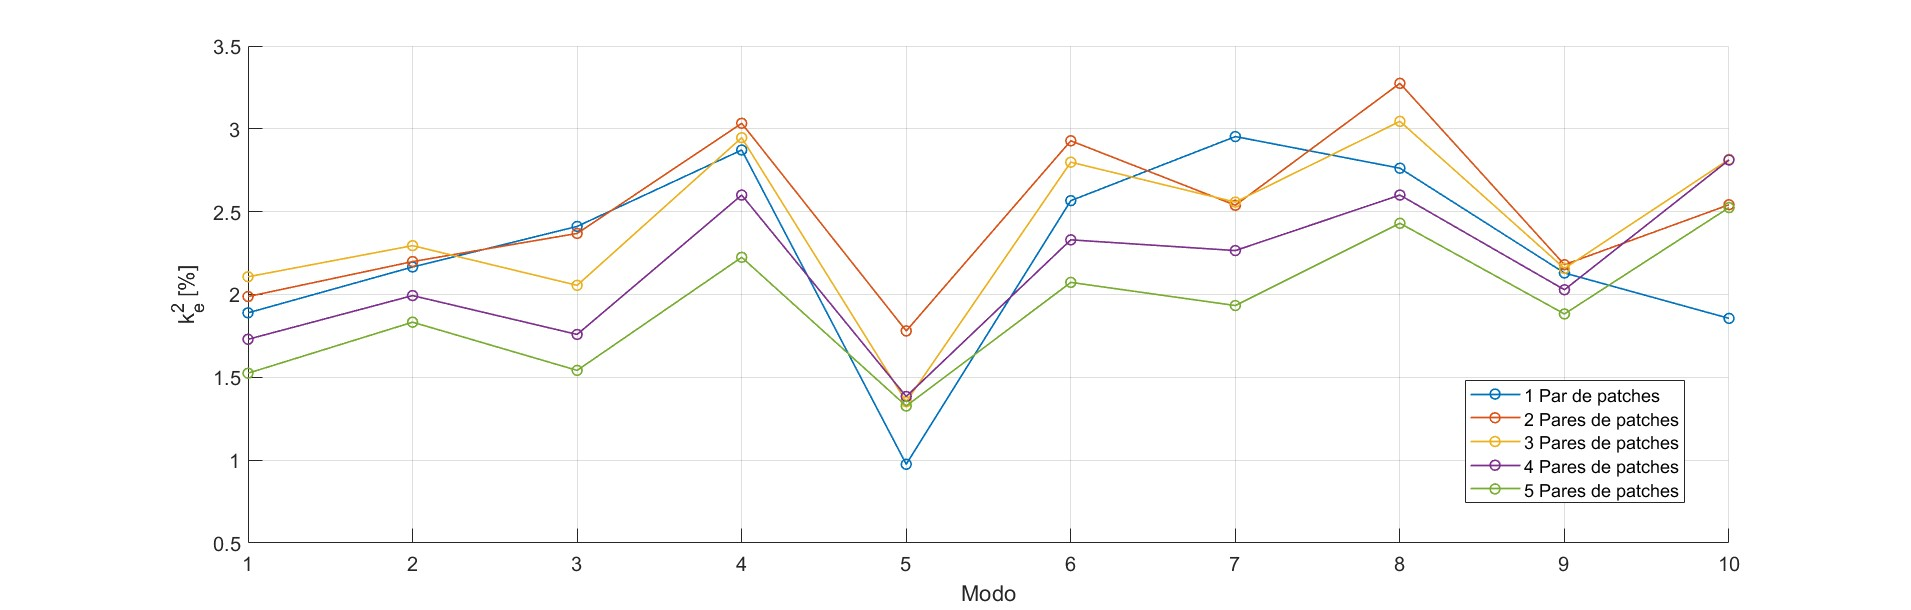 3.5
3
2.5
2
1.5
1
0.5
k_e^2 [%]
1 2 3 4 5 6 7 8 9 10
Modo
1 Par de patches
2 Pares de patches
3 Pares de patches
4 Pares de patches
5 Pares de patches